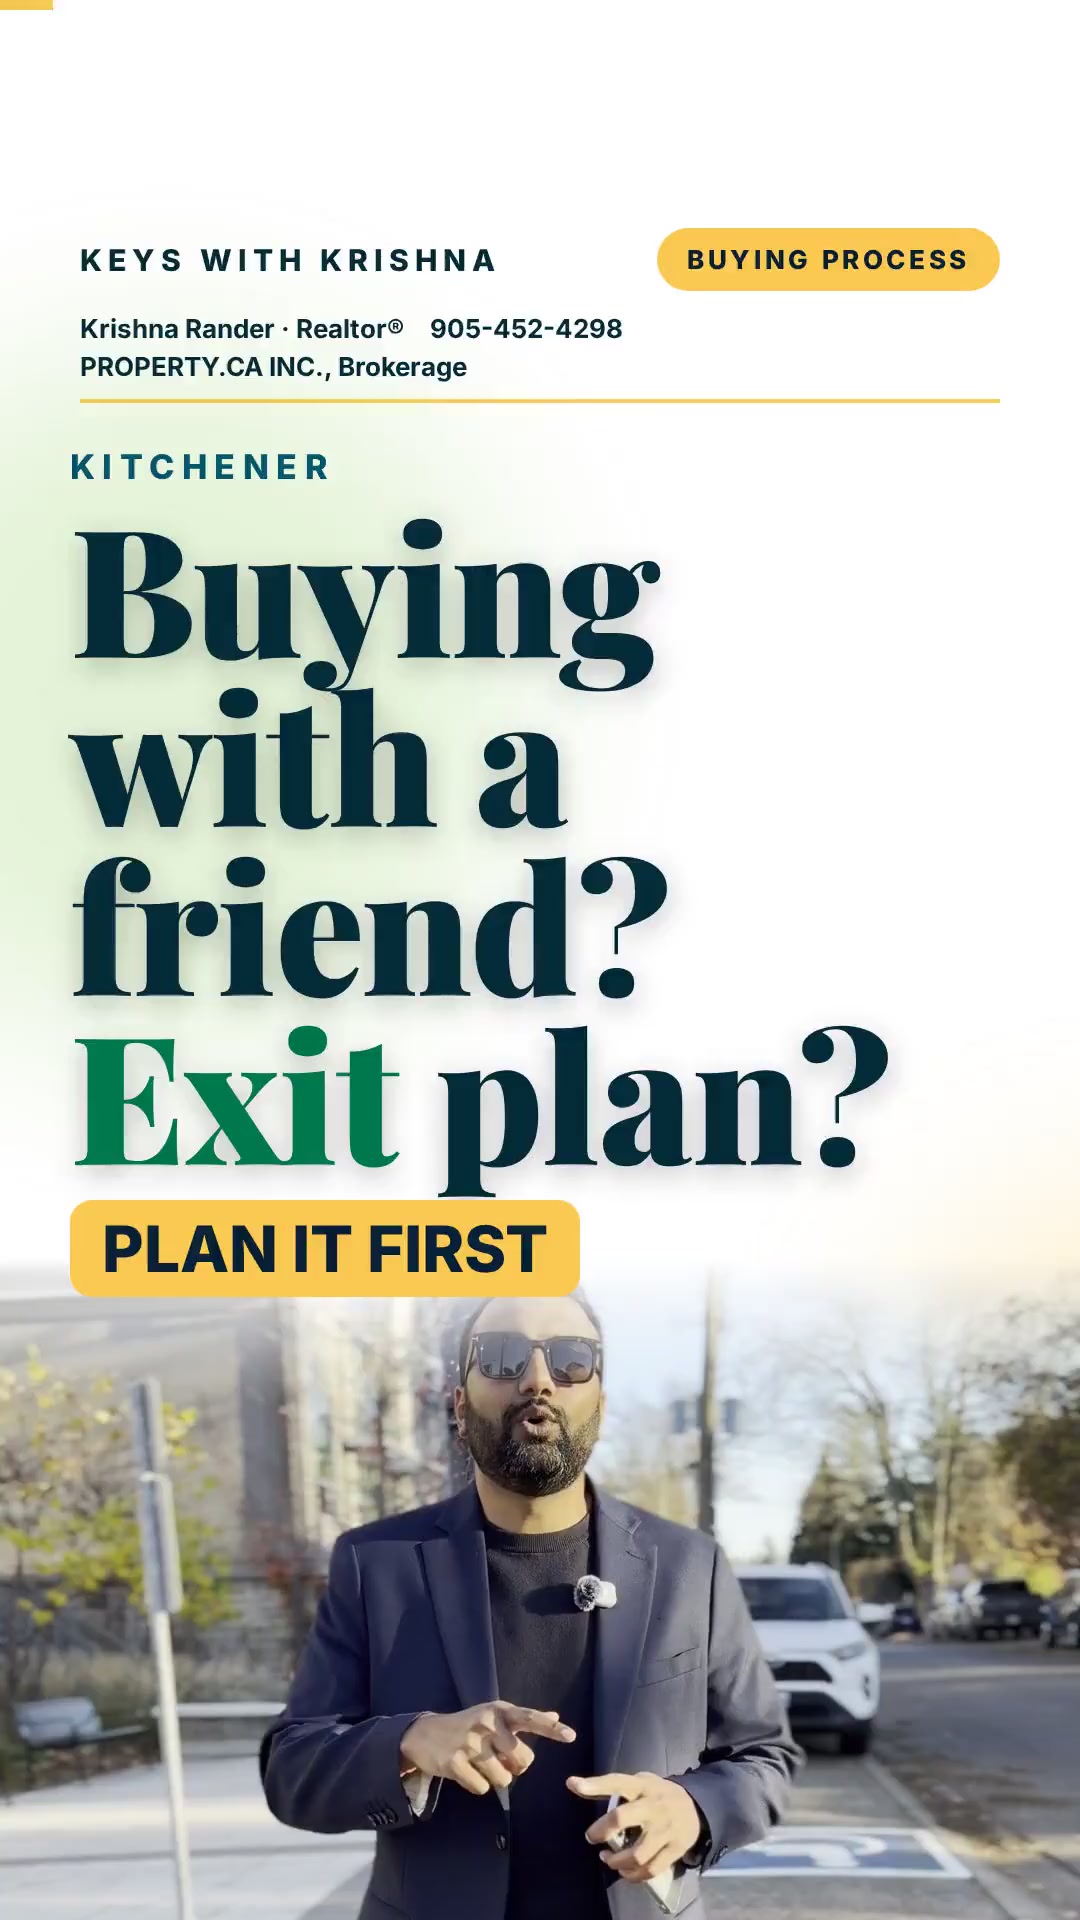 KEYS WITH KRISHNA
BUYING PROCESS
Krishna Rander · Realtor® 905-452-4298
PROPERTY.CA INC., Brokerage
KITCHENER
Buying
with a
friend?
Exit plan?
PLAN IT FIRST